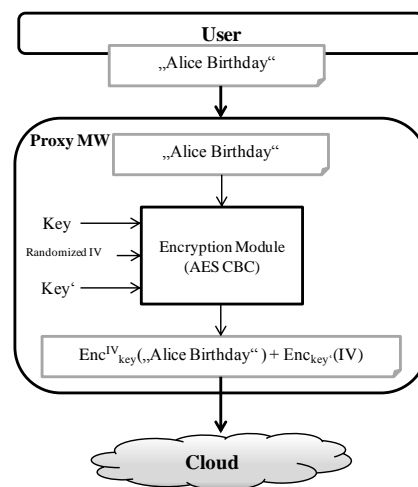 User
„Alice Birthday“
Proxy MW
„Alice Birthday“
Key
Randomized IV
Key‘
Encryption Module
(AES CBC)
Enc^IV_key(„Alice Birthday“ ) + Enc_key‘(IV)
Cloud